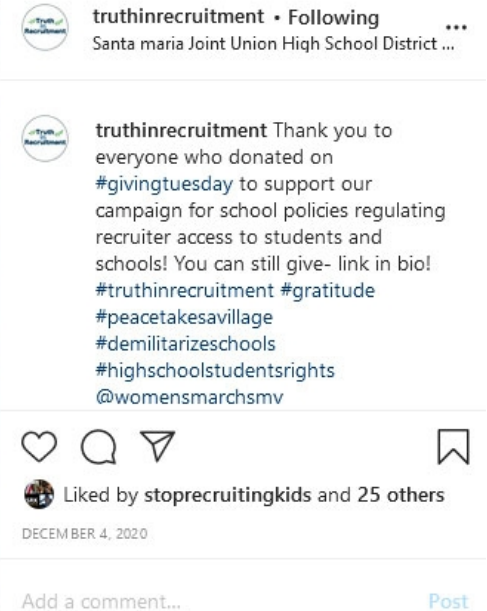 truthinrecruitment • Following
Santa maria Joint Union High School District ...
Truth in Recruitment
truthinrecruitment Thank you to
everyone who donated on
#givingtuesday to support our
campaign for school policies regulating
recruiter access to students and
schools! You can still give- link in bio!
#truthinrecruitment #gratitude
#peacetakesavillage
#demilitarizeschools
#highschoolstudentsrights
@womensmarchsmv
Liked by stoprecruitingkids and 25 others
DECEMBER 4, 2020
Add a comment...
Post